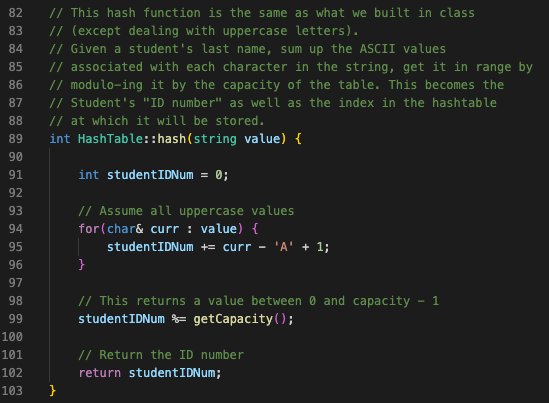 82 // This hash function is the same as what we built in class
83 // (except dealing with uppercase letters).
84 // Given a student's last name, sum up the ASCII values
85 // associated with each character in the string, get it in range by
86 // modulo-ing it by the capacity of the table. This becomes the
87 // Student's "ID number" as well as the index in the hashtable
88 // at which it will be stored.
89 int HashTable::hash(string value) {
90
91     int studentIDNum = 0;
92
93     // Assume all uppercase values
94     for(char& curr : value) {
95         studentIDNum += curr - 'A' + 1;
96     }
97
98     // This returns a value between 0 and capacity - 1
99     studentIDNum %= getCapacity();
100
101     // Return the ID number
102     return studentIDNum;
103 }